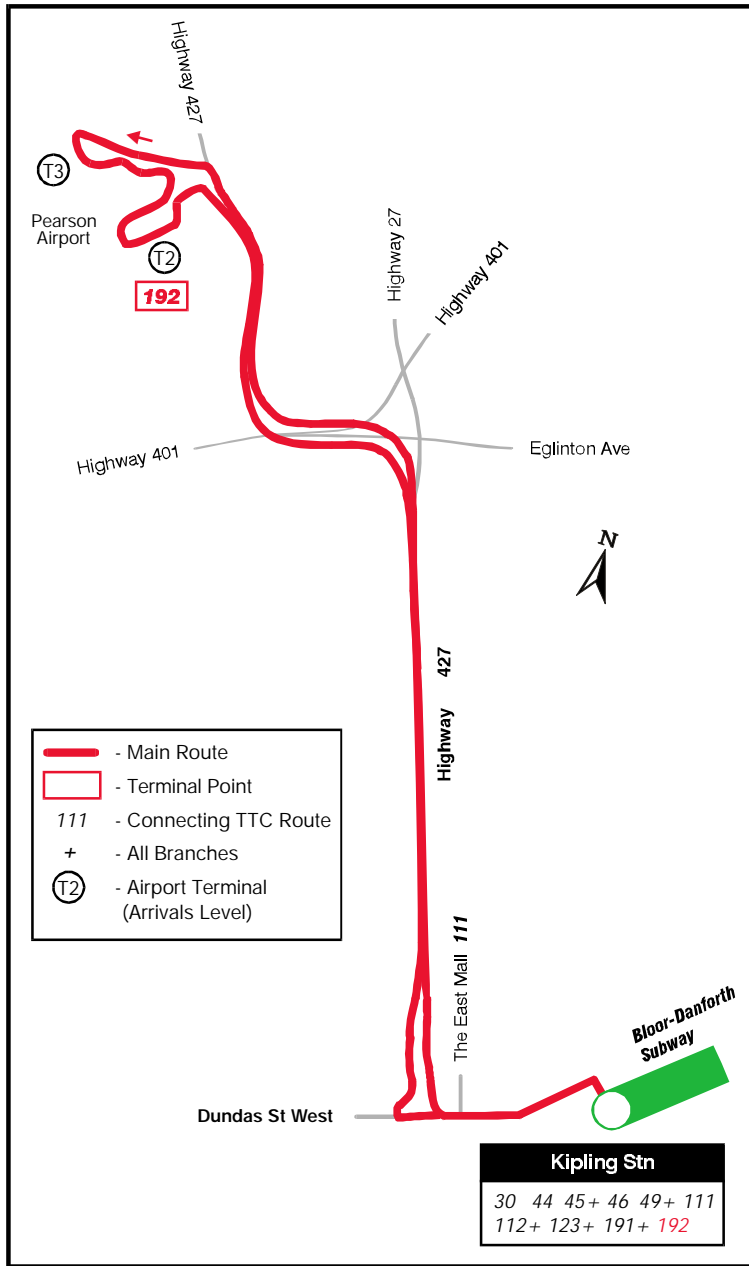 Highway 427
T3
Pearson
Airport
T2
192
Highway 27
Highway 401
Highway 401
Eglinton Ave
N
Highway 427
- Main Route
- Terminal Point
111 - Connecting TTC Route
+ - All Branches
T2 - Airport Terminal
(Arrivals Level)
The East Mall 111
Bloor-Danforth
Subway
Dundas St West
Kipling Stn
30 44 45+ 46 49+ 111
112+ 123+ 191+ 192